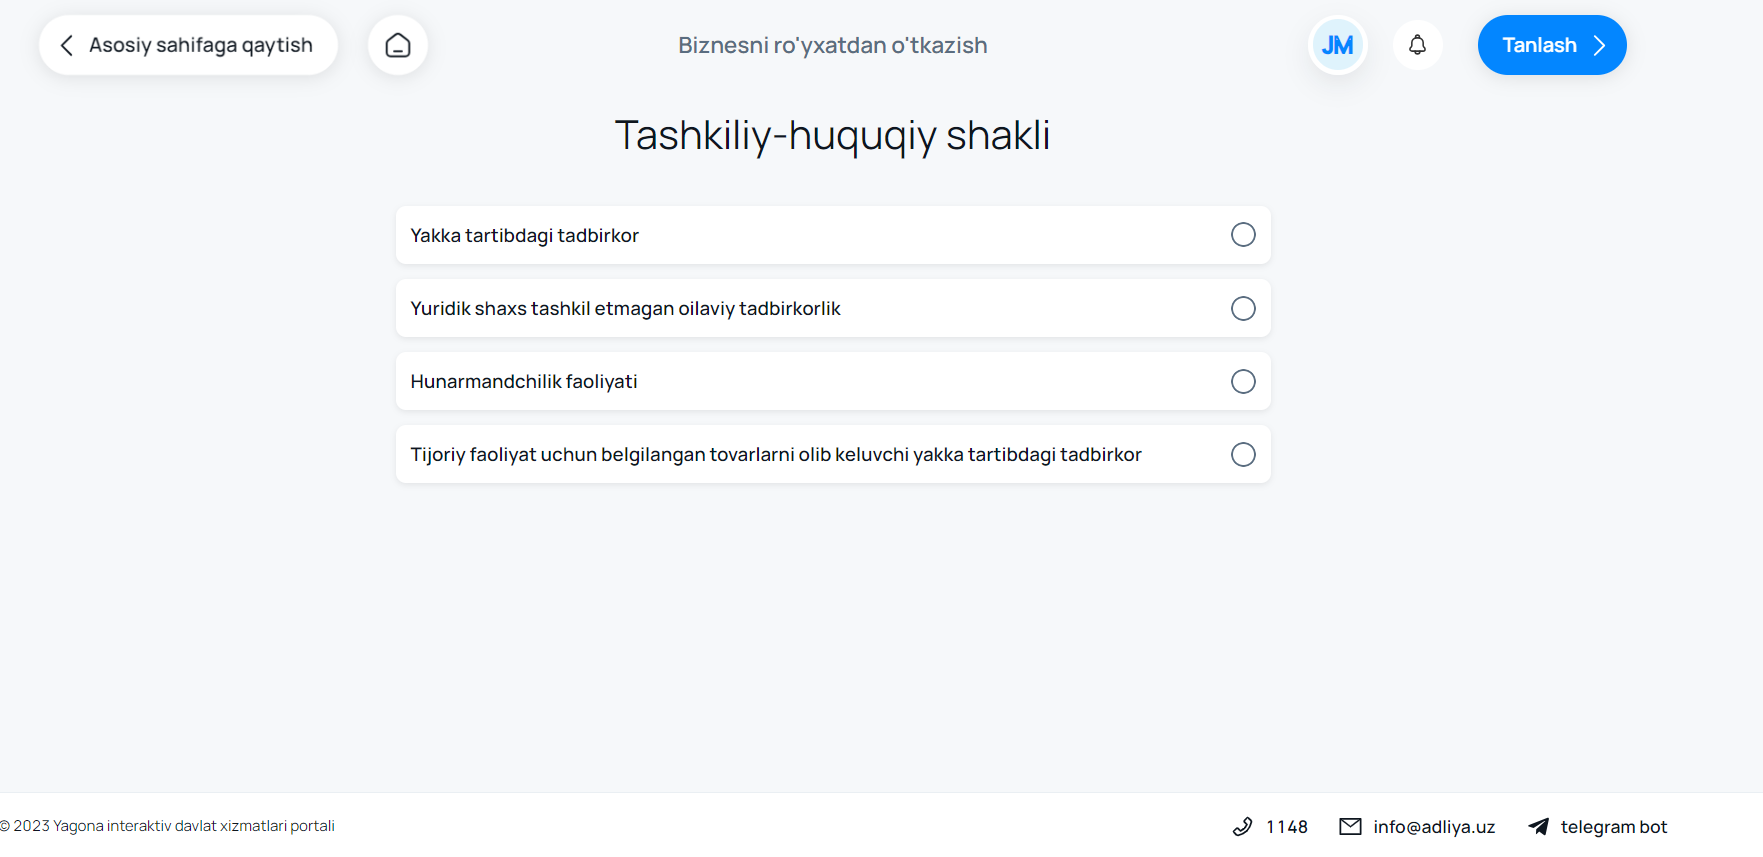 Asosiy sahifaga qaytish
Biznesni ro'yxatdan o'tkazish
JM
Tanlash
Tashkiliy-huquqiy shakli
Yakka tartibdagi tadbirkor
Yuridik shaxs tashkil etmagan oilaviy tadbirkorlik
Hunarmandchilik faoliyati
Tijoriy faoliyat uchun belgilangan tovarlarni olib keluvchi yakka tartibdagi tadbirkor
© 2023 Yagona interaktiv davlat xizmatlari portali
1148
info@adliya.uz
telegram bot